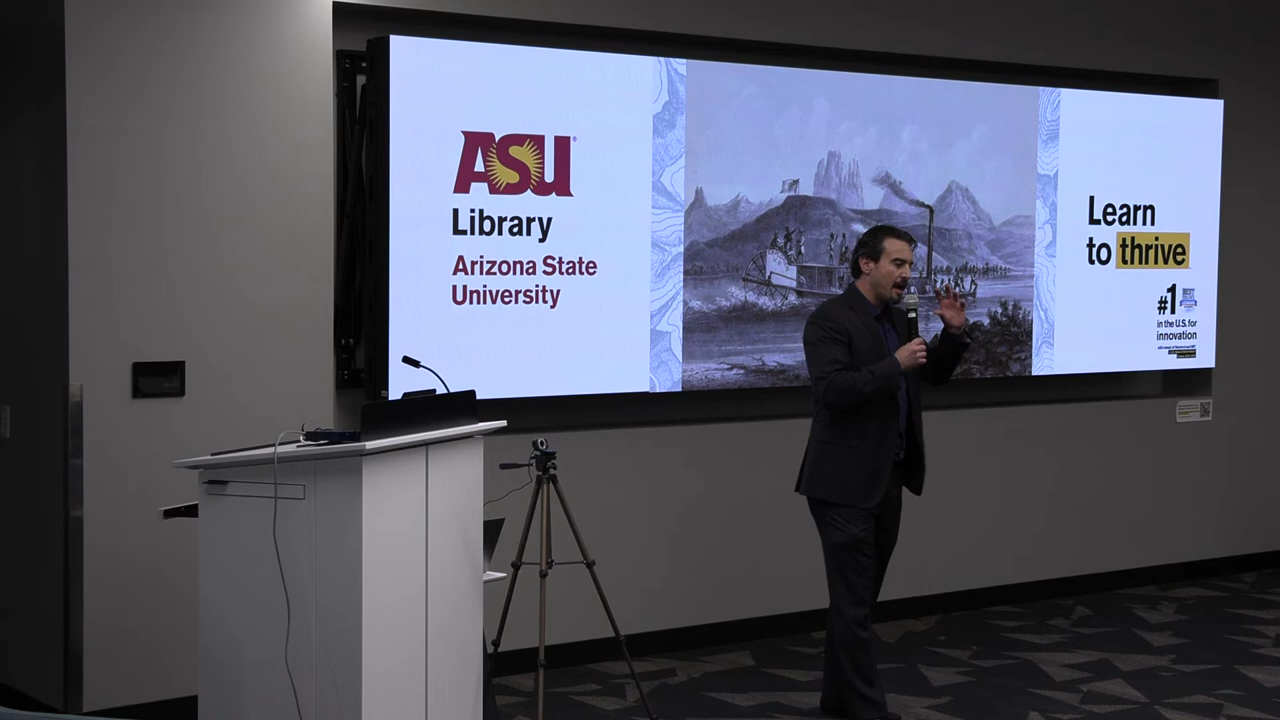 ASU
Library
Arizona State
University
Learn
to thrive
#1
in the U.S. for
innovation